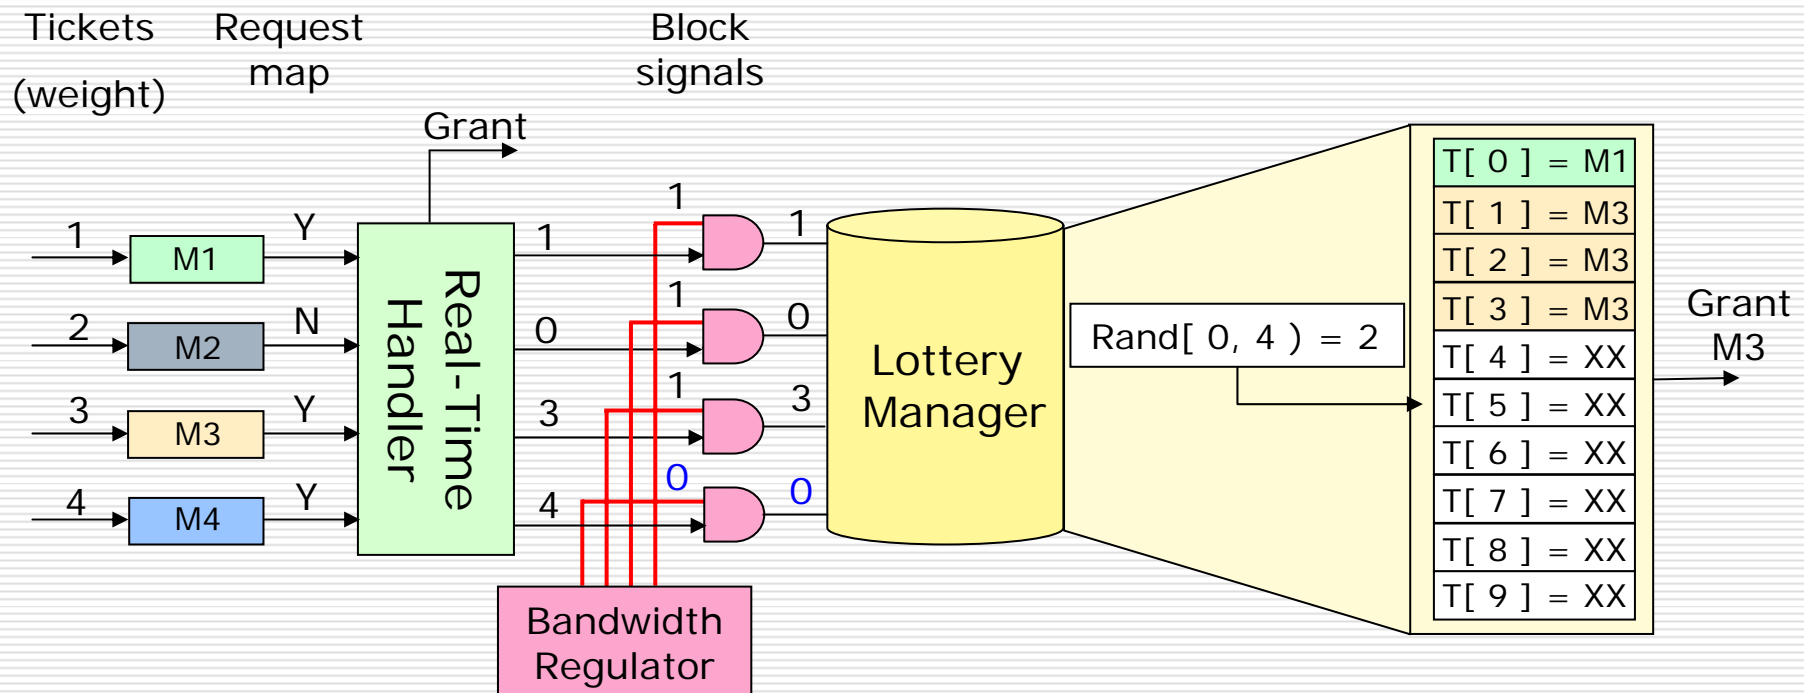 Tickets
(weight)
Request
map
Block
signals
Grant
1
M1
Y
1
1
1
2
M2
N
0
1
0
3
M3
Y
3
1
3
4
M4
Y
4
0
0
Real-Time
Handler
Bandwidth
Regulator
Lottery
Manager
Rand[ 0, 4 ) = 2
T[ 0 ] = M1
T[ 1 ] = M3
T[ 2 ] = M3
T[ 3 ] = M3
T[ 4 ] = XX
T[ 5 ] = XX
T[ 6 ] = XX
T[ 7 ] = XX
T[ 8 ] = XX
T[ 9 ] = XX
Grant
M3